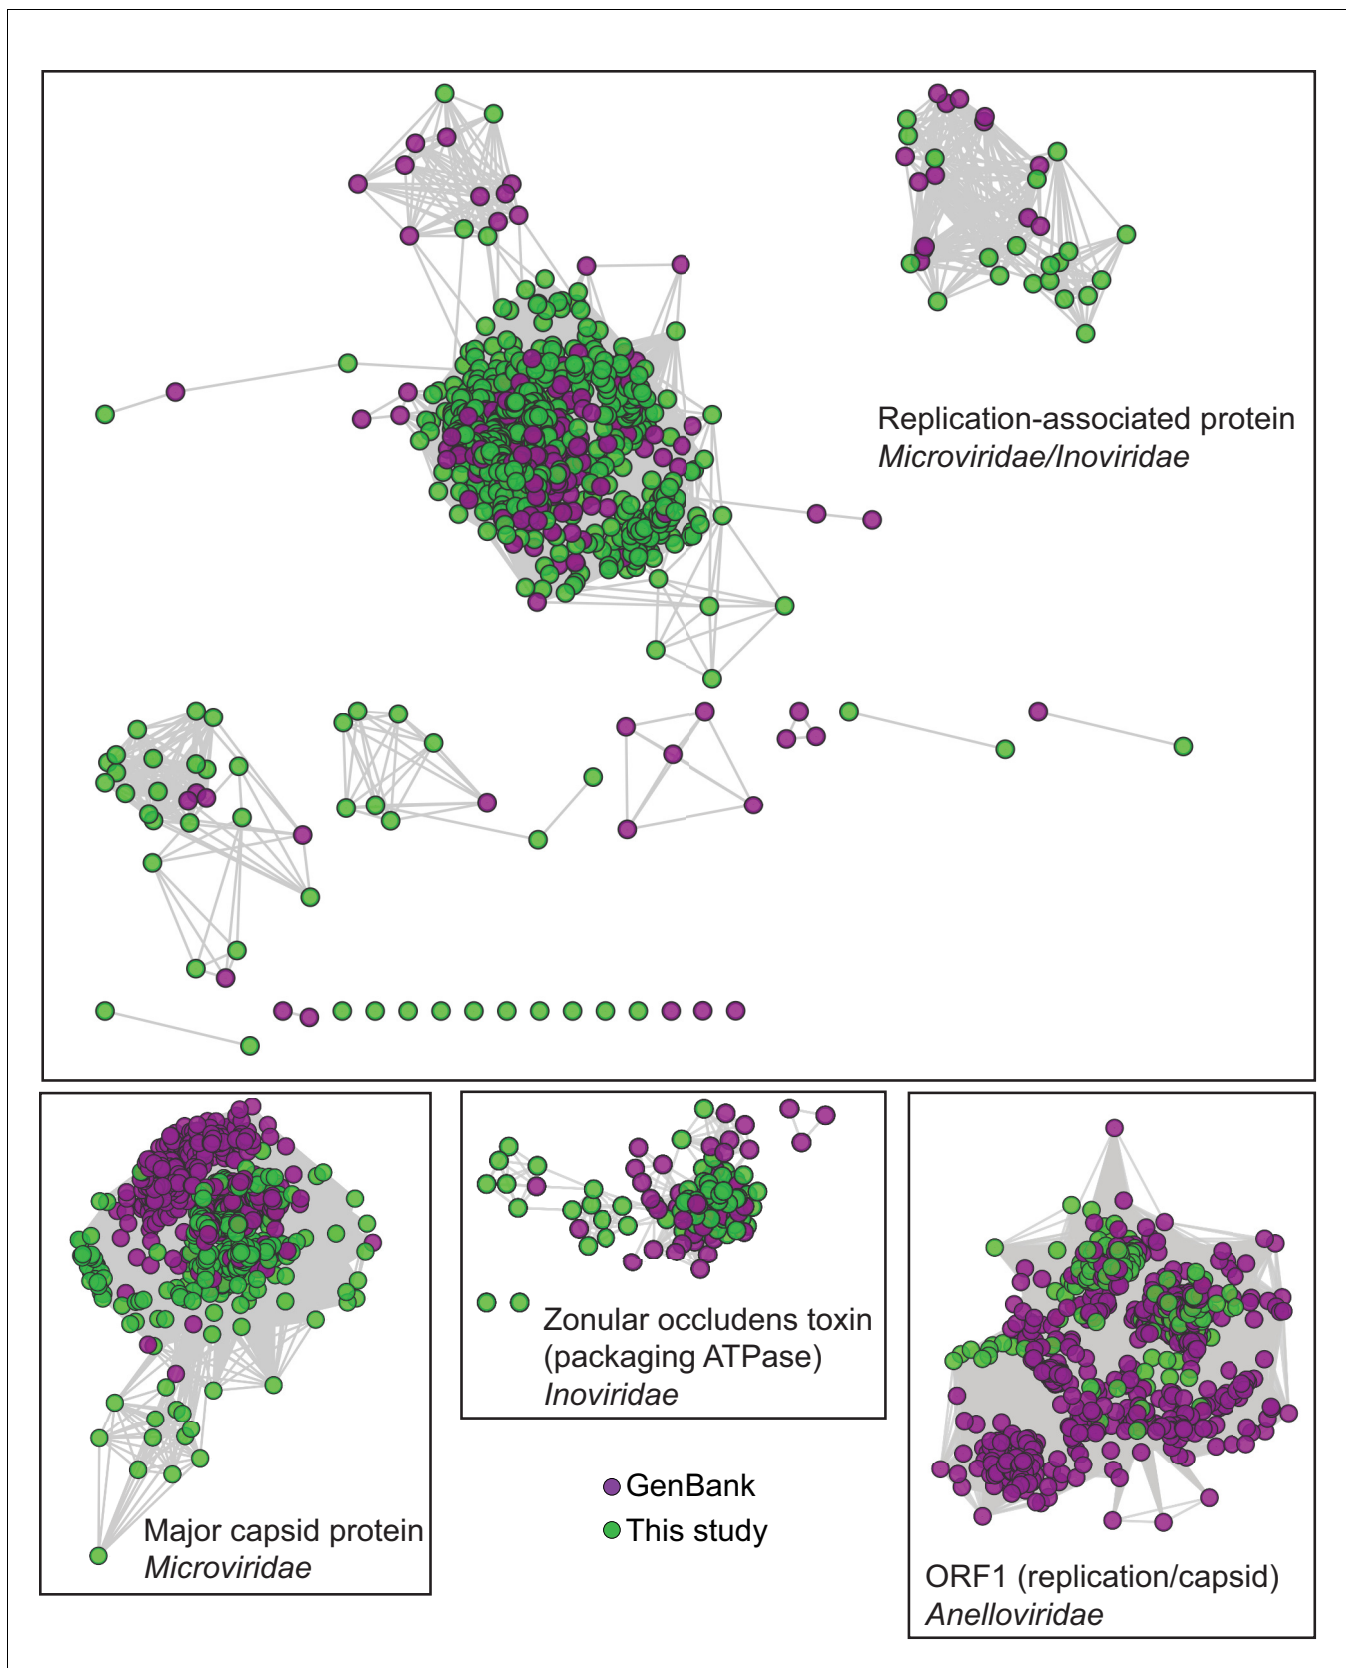 Replication-associated protein
Microviridae/Inoviridae
Zonular occludens toxin
(packaging ATPase)
Inoviridae
GenBank
This study
Major capsid protein
Microviridae
ORF1 (replication/capsid)
Anelloviridae